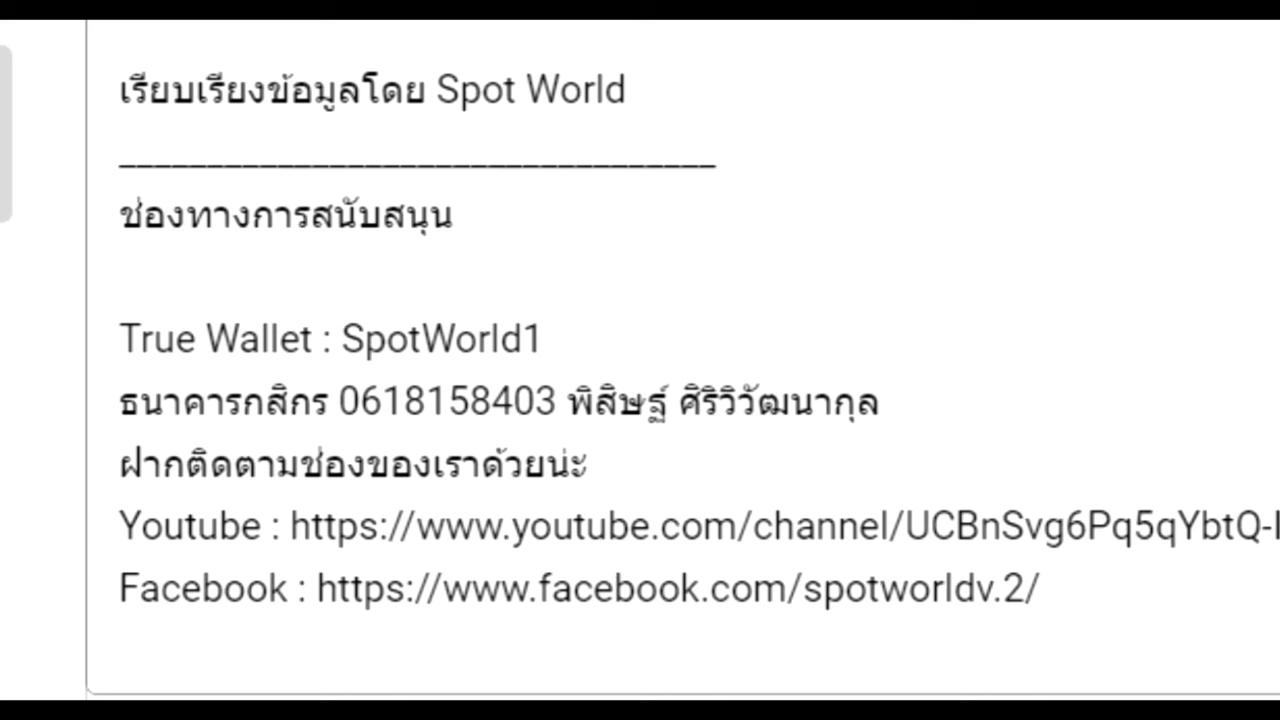 เรียบเรียงข้อมูลโดย Spot World
__________________________________
ช่องทางการสนับสนุน
True Wallet : SpotWorld1
ธนาคารกสิกร 0618158403 พิสิษฐ์ ศิริวิวัฒนากุล
ฝากติดตามช่องของเราด้วยน่ะ
Youtube : https://www.youtube.com/channel/UCBnSvg6Pq5qYbtQ-
Facebook : https://www.facebook.com/spotworldv.2/